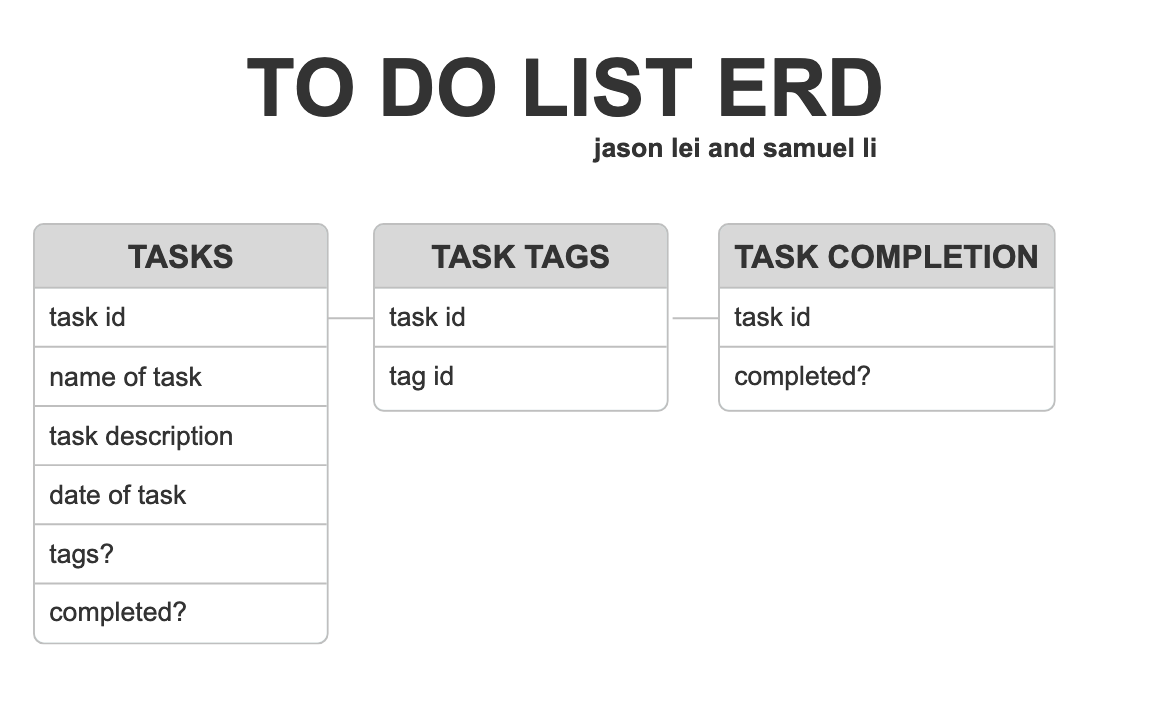 TO DO LIST ERD
jason lei and samuel li
TASKS
task id
name of task
task description
date of task
tags?
completed?
TASK TAGS
task id
tag id
TASK COMPLETION
task id
completed?